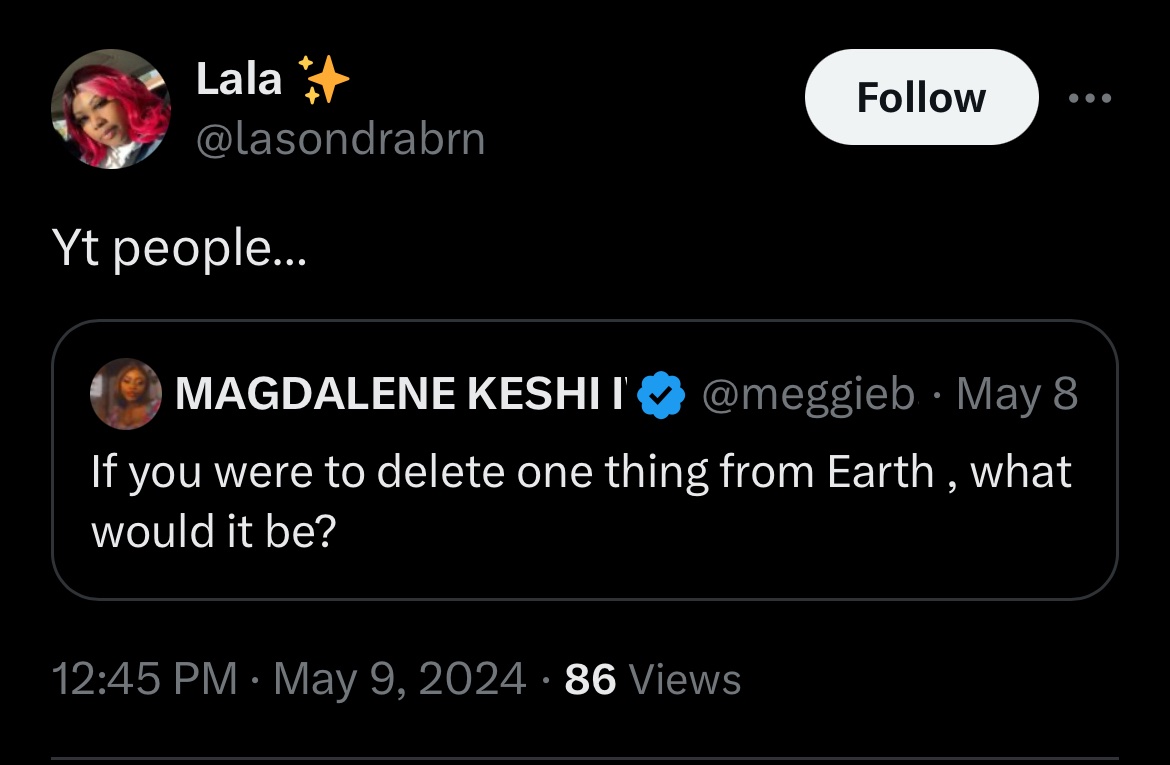 Lala ✨
@lasondrabrn
Follow
Yt people...
MAGDALENE KESHI @meggieb · May 8
If you were to delete one thing from Earth , what
would it be?
12:45 PM · May 9, 2024 · 86 Views